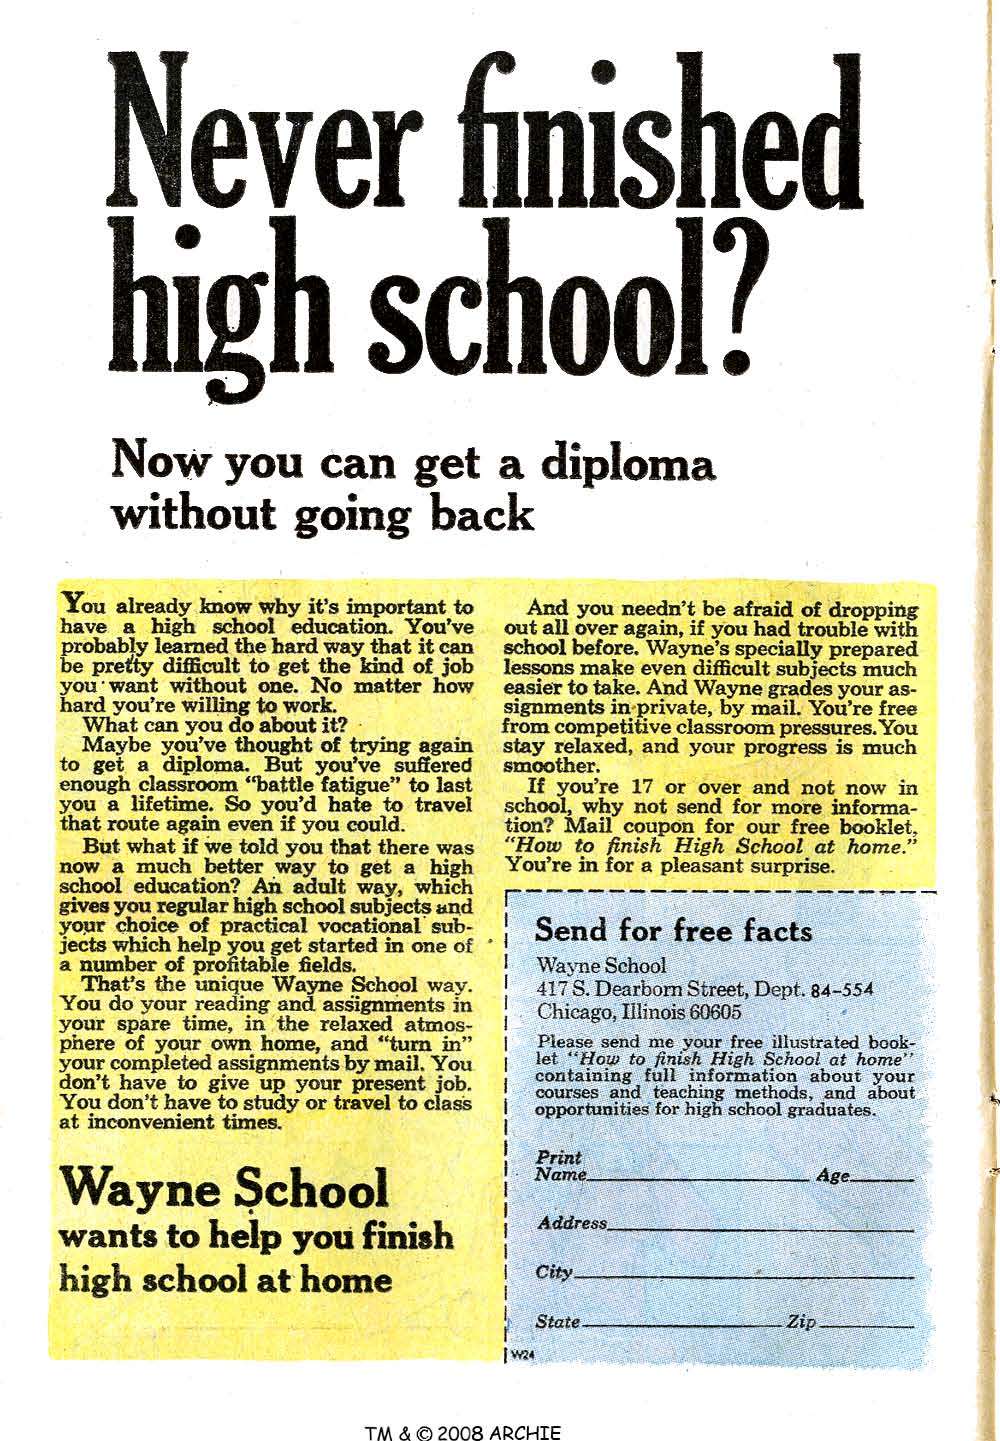 Never finished
high school?
Now you can get a diploma
without going back
You already know why it's important to
have a high school education. You've
probably learned the hard way that it can
be pretty difficult to get the kind of job
you want without one. No matter how
hard you're willing to work.
What can you do about it?
Maybe you've thought of trying again
to get a diploma. But you've suffered
enough classroom "battle fatigue" to last
you a lifetime. So you'd hate to travel
that route again even if you could.
But what if we told you that there was
now a much better way to get a high
school education? An adult way, which
gives you regular high school subjects and
your choice of practical vocational sub-
jects which help you get started in one of
a number of profitable fields.
That's the unique Wayne School way.
You do your reading and assignments in
your spare time, in the relaxed atmos-
phere of your own home, and "turn in"
your completed assignments by mail. You
don't have to give up your present job.
You don't have to study or travel to class
at inconvenient times.
Wayne School
wants to help you finish
high school at home
And you needn't be afraid of dropping
out all over again, if you had trouble with
school before. Wayne's specially prepared
lessons make even difficult subjects much
easier to take. And Wayne grades your as-
signments in private, by mail. You're free
from competitive classroom pressures. You
stay relaxed, and your progress is much
smoother.
If you're 17 or over and not now in
school, why not send for more informa-
tion? Mail coupon for our free booklet,
"How to finish High School at home."
You're in for a pleasant surprise.
Send for free facts
Wayne School
417 S. Dearborn Street, Dept. 84-554
Chicago, Illinois 60605
Please send me your free illustrated book-
let "How to finish High School at home"
containing full information about your
courses and teaching methods, and about
opportunities for high school graduates.
Print
Name Age
Address
City
State Zip
W24
TM & © 2008 ARCHIE